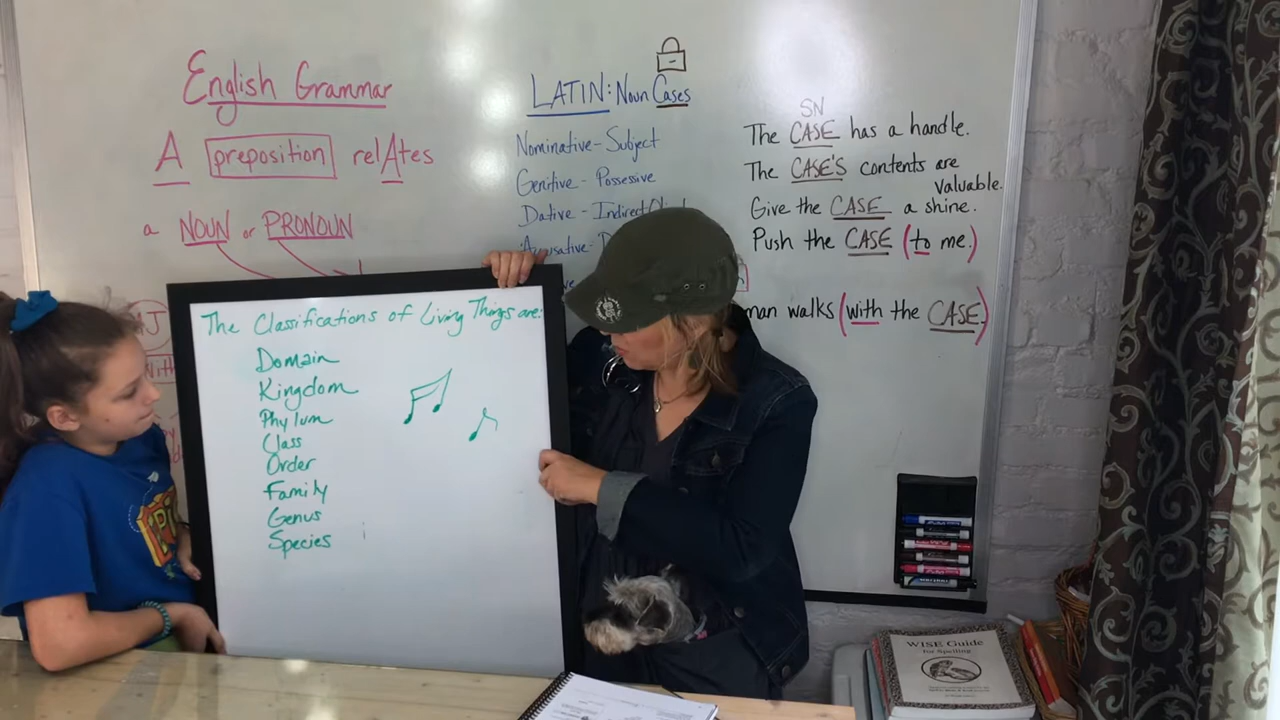 English Grammar
A preposition relAtes
a NOUN or PRONOUN
LATIN: Noun Cases
Nominative - Subject
Genitive - Possessive
Dative - Indirect
SN
The CASE has a handle.
The CASE'S contents are
valuable.
Give the CASE a shine.
Push the CASE (to me.)
man walks (with the CASE.)
The Classifications of Living Things are:
Domain
Kingdom
Phylum
Class
Order
Family
Genus
Species
WISE Guide
for Spelling